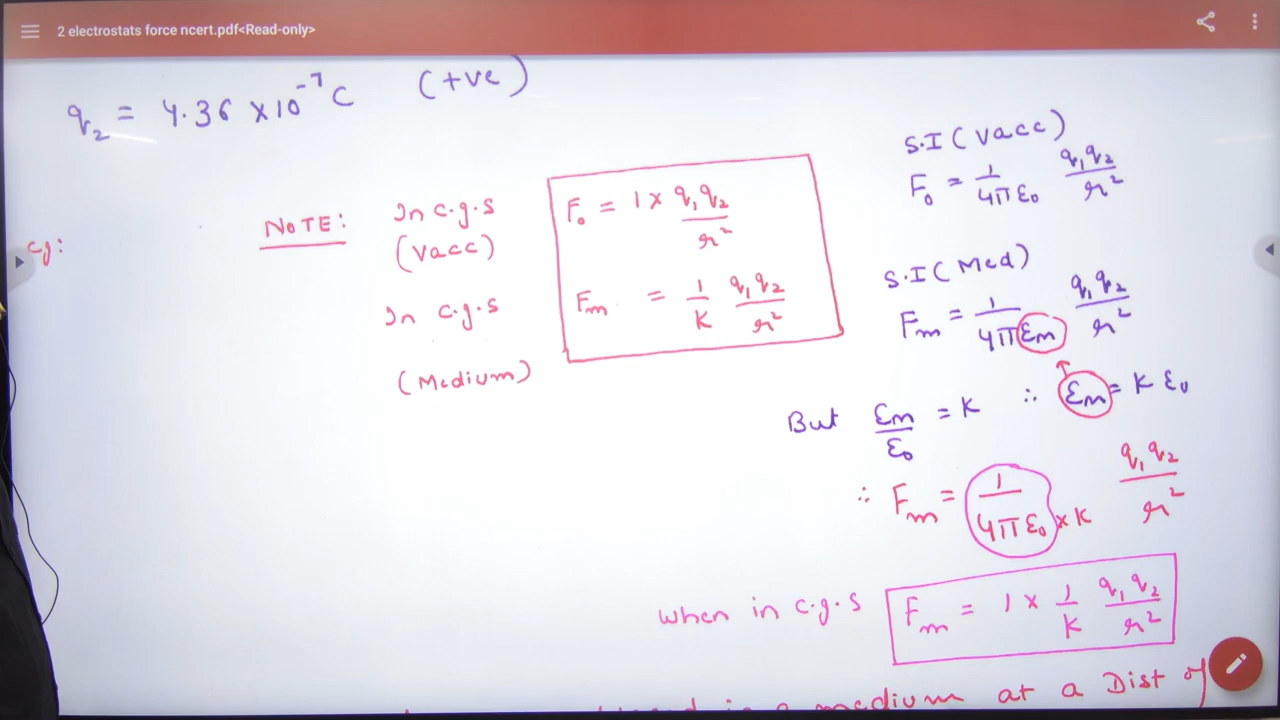 2 electrostats force ncert.pdf<Read-only>
q₂ = 4.36 ×10⁻⁷ C (+ve)
cg:
NOTE: In c.g.s (Vacc) F₀ = 1 × q₁q₂/r²
In c.g.s (Medium) Fm = 1/K q₁q₂/r²
S.I (Vacc)
F₀ = 1/4πε₀ q₁q₂/r²
S.I (Med)
Fm = 1/4πεm q₁q₂/r²
But εm/ε₀ = K ∴ εm = K ε₀
∴ Fm = 1/4πε₀ × K q₁q₂/r²
when in c.g.s Fm = 1 × 1/K q₁q₂/r²
in a medium at a Dist of